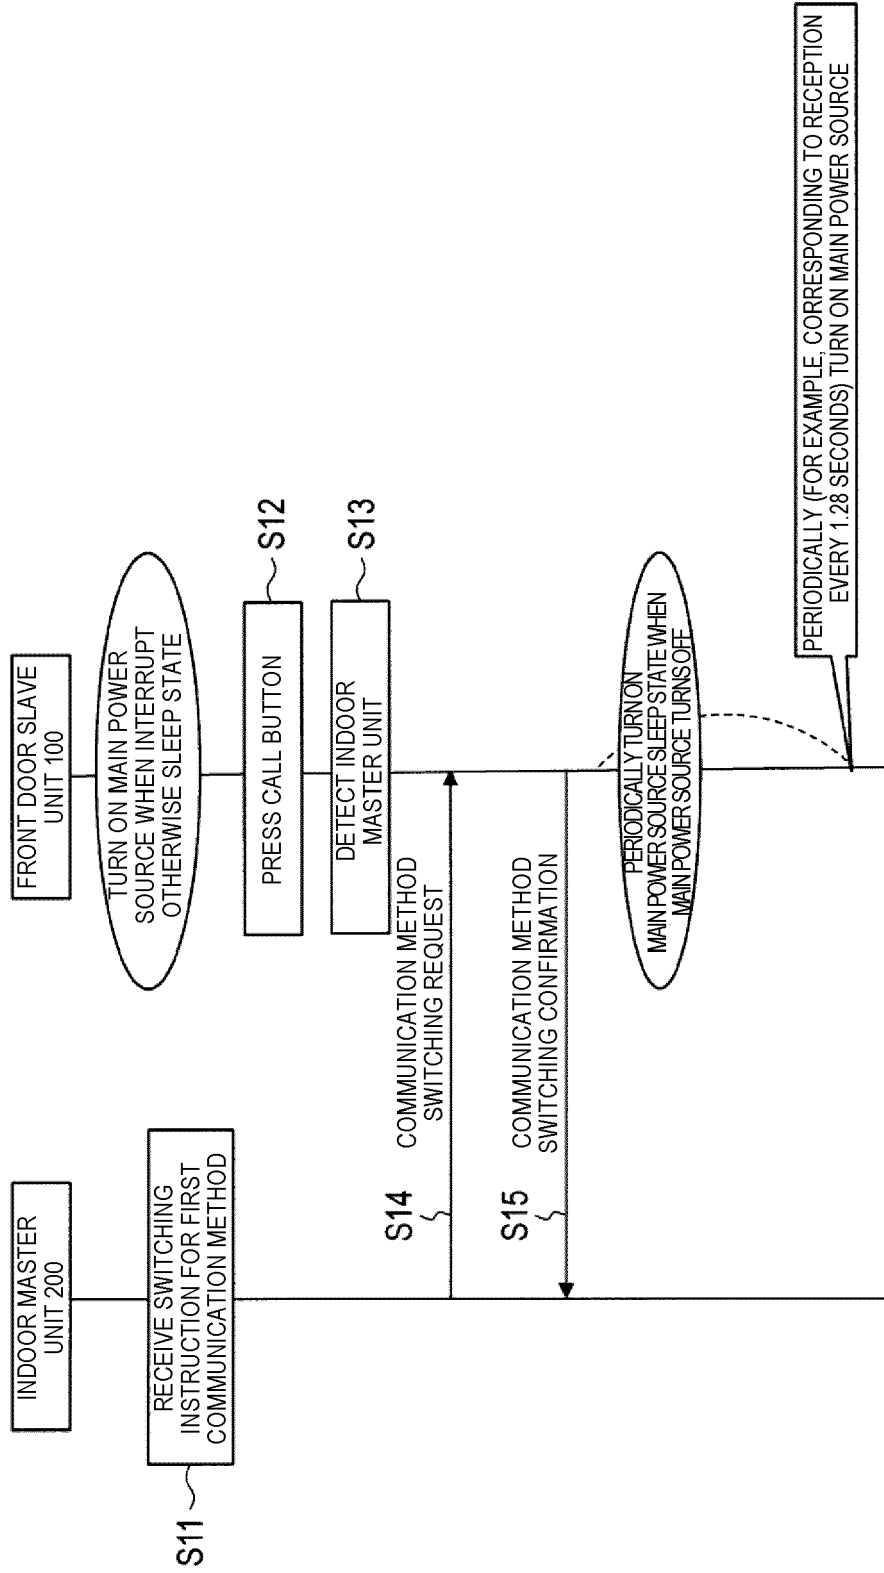 INDOOR MASTER
UNIT 200
FRONT DOOR SLAVE
UNIT 100
S11
RECEIVE SWITCHING
INSTRUCTION FOR FIRST
COMMUNICATION METHOD
TURN ON MAIN POWER
SOURCE WHEN INTERRUPT
OTHERWISE SLEEP STATE
PRESS CALL BUTTON
S12
DETECT INDOOR
MASTER UNIT
S13
S14
COMMUNICATION METHOD
SWITCHING REQUEST
S15
COMMUNICATION METHOD
SWITCHING CONFIRMATION
PERIODICALLY TURN ON
MAIN POWER SOURCE SLEEP STATE WHEN
MAIN POWER SOURCE TURNS OFF
PERIODICALLY (FOR EXAMPLE, CORRESPONDING TO RECEPTION
EVERY 1.28 SECONDS) TURN ON MAIN POWER SOURCE